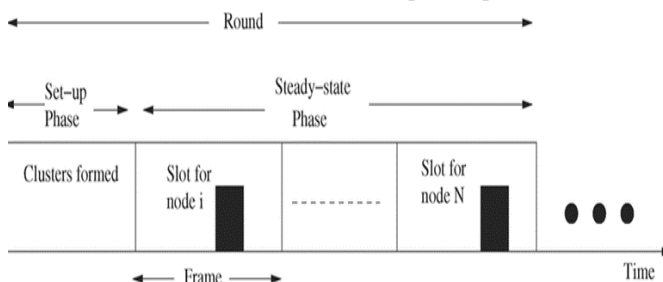 Round
Set-up
Phase
Steady-state
Phase
Clusters formed
Slot for
node i
Slot for
node N
Frame
Time